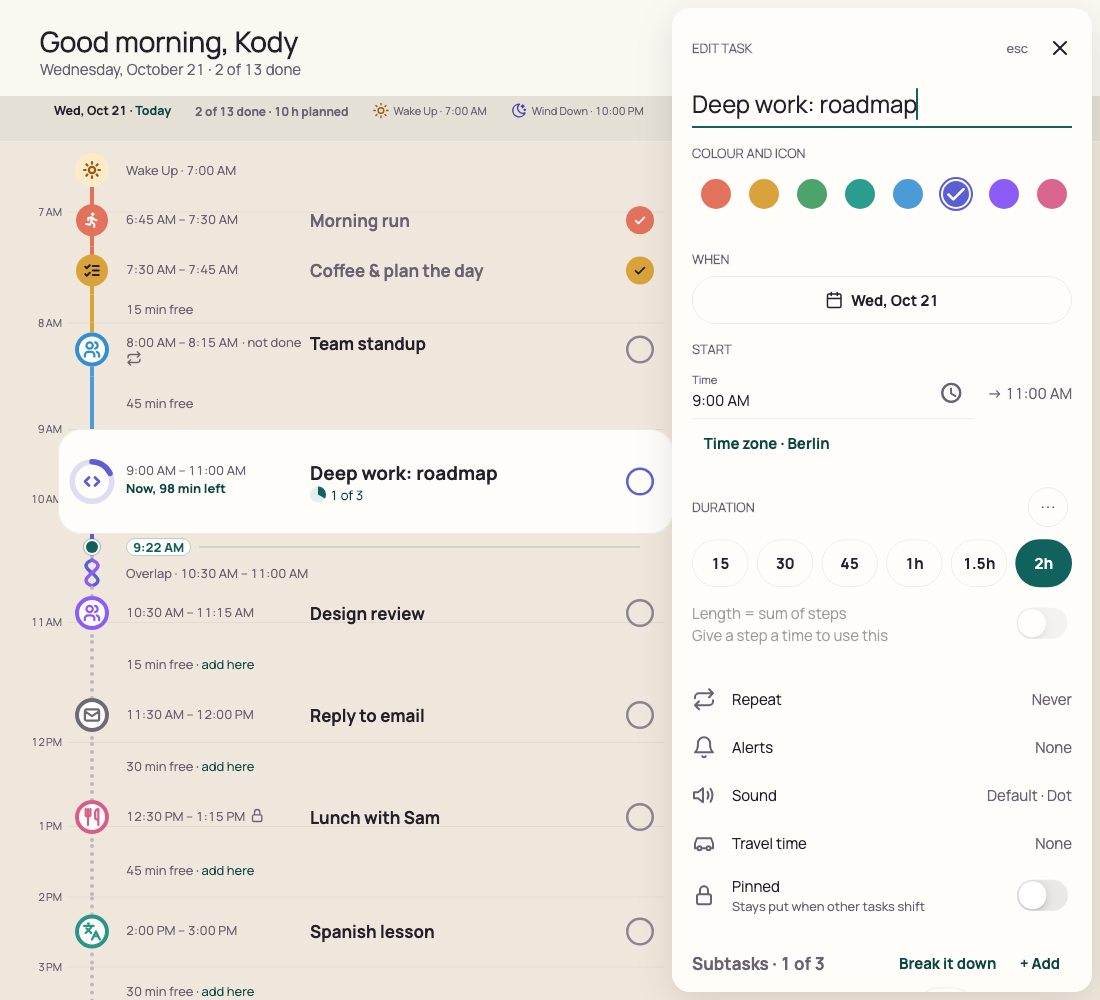 Good morning, Kody
Wednesday, October 21 · 2 of 13 done
Wed, Oct 21 · Today
2 of 13 done · 10 h planned
Wake Up · 7:00 AM
Wind Down · 10:00 PM
Wake Up · 7:00 AM
7 AM
6:45 AM – 7:30 AM
Morning run
7:30 AM – 7:45 AM
Coffee & plan the day
15 min free
8 AM
8:00 AM – 8:15 AM · not done
Team standup
45 min free
9 AM
9:00 AM – 11:00 AM
Deep work: roadmap
Now, 98 min left
1 of 3
10 AM
9:22 AM
Overlap · 10:30 AM – 11:00 AM
10:30 AM – 11:15 AM
Design review
11 AM
15 min free · add here
11:30 AM – 12:00 PM
Reply to email
12 PM
30 min free · add here
12:30 PM – 1:15 PM
Lunch with Sam
1 PM
45 min free · add here
2 PM
2:00 PM – 3:00 PM
Spanish lesson
3 PM
30 min free · add here
EDIT TASK
esc
Deep work: roadmap
COLOUR AND ICON
WHEN
Wed, Oct 21
START
Time
9:00 AM
→ 11:00 AM
Time zone · Berlin
DURATION
...
15
30
45
1h
1.5h
2h
Length = sum of steps
Give a step a time to use this
Repeat
Never
Alerts
None
Sound
Default · Dot
Travel time
None
Pinned
Stays put when other tasks shift
Subtasks · 1 of 3
Break it down
+ Add